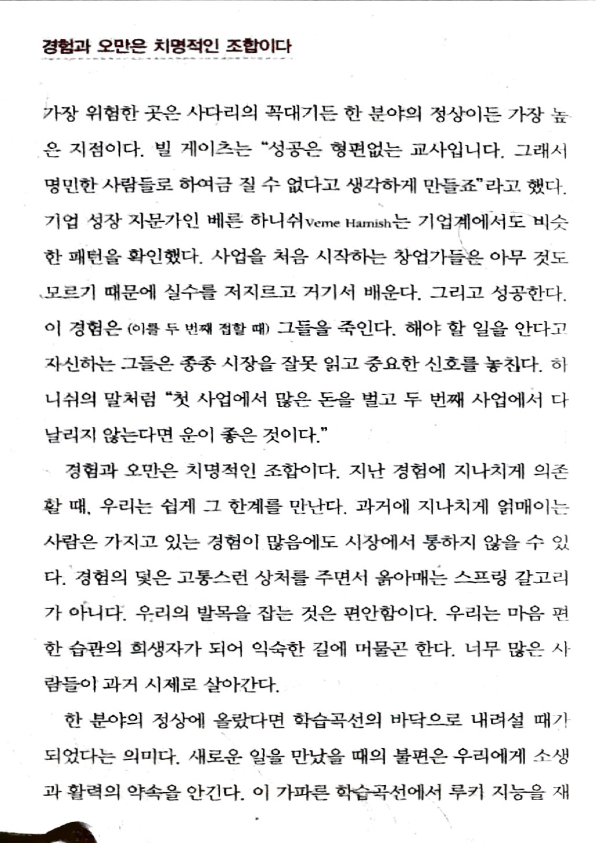 경험과 오만은 치명적인 조합이다
가장 위험한 곳은 사다리의 꼭대기든 한 분야의 정상이든 가장 높
은 지점이다. 빌 게이츠는 “성공은 형편없는 교사입니다. 그래서
명민한 사람들로 하여금 질 수 없다고 생각하게 만들죠”라고 했다.
기업 성장 자문가인 베른 하니쉬Verne Harnish는 기업계에서도 비슷
한 패턴을 확인했다. 사업을 처음 시작하는 창업가들은 아무 것도
모르기 때문에 실수를 저지르고 거기서 배운다. 그리고 성공한다.
이 경험은 (이를 두 번째 접할 때) 그들을 죽인다. 해야 할 일을 안다고
자신하는 그들은 종종 시장을 잘못 읽고 중요한 신호를 놓친다. 하
니쉬의 말처럼 “첫 사업에서 많은 돈을 벌고 두 번째 사업에서 다
날리지 않는다면 운이 좋은 것이다.”
경험과 오만은 치명적인 조합이다. 지난 경험에 지나치게 의존
할 때, 우리는 쉽게 그 한계를 만난다. 과거에 지나치게 얽매이는
사람은 가지고 있는 경험이 많음에도 시장에서 통하지 않을 수 있
다. 경험의 덫은 고통스런 상처를 주면서 옭아매는 스프링 갈고리
가 아니다. 우리의 발목을 잡는 것은 편안함이다. 우리는 마음 편
한 습관의 희생자가 되어 익숙한 길에 머물곤 한다. 너무 많은 사
람들이 과거 시제로 살아간다.
한 분야의 정상에 올랐다면 학습곡선의 바닥으로 내려설 때가
되었다는 의미다. 새로운 일을 만났을 때의 불편은 우리에게 소생
과 활력의 약속을 안긴다. 이 가파른 학습곡선에서 루키 지능을 재